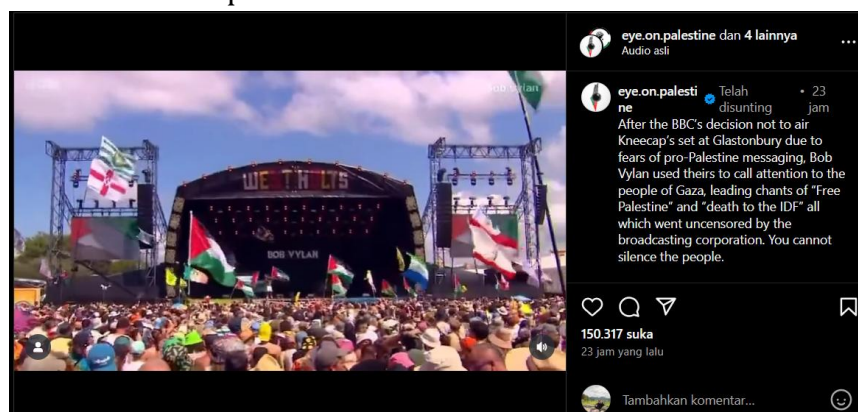 WEST HOLTS
BOB VYLAN
Bob Vylan
eye.on.palestine dan 4 lainnya
Audio asli
eye.on.palesti
ne
Telah
disunting
• 23
jam
After the BBC's decision not to air
Kneecap's set at Glastonbury due to
fears of pro-Palestine messaging, Bob
Vylan used theirs to call attention to the
people of Gaza, leading chants of "Free
Palestine" and "death to the IDF" all
which went uncensored by the
broadcasting corporation. You cannot
silence the people.
150.317 suka
23 jam yang lalu
Tambahkan komentar...